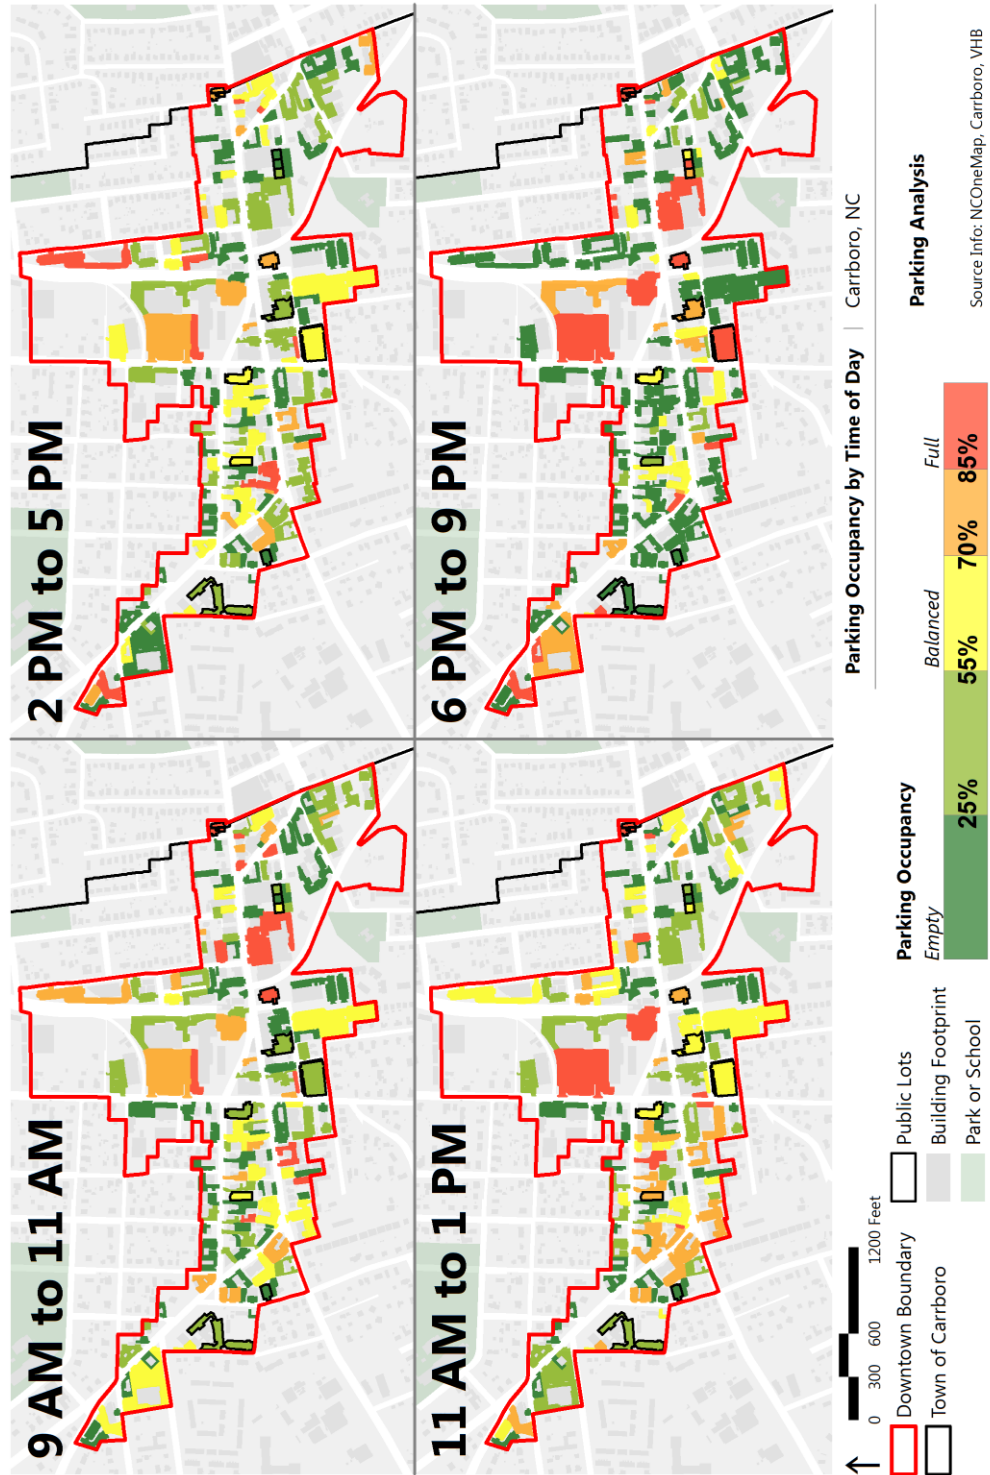 9 AM to 11 AM
2 PM to 5 PM
11 AM to 1 PM
6 PM to 9 PM
0 300 600 1200 Feet
Downtown Boundary
Town of Carrboro
Public Lots
Building Footprint
Park or School
Parking Occupancy by Time of Day | Carrboro, NC
Parking Occupancy
Empty Balanced Full
25% 55% 70% 85%
Parking Analysis
Source Info: NCOneMap, Carrboro, VHB